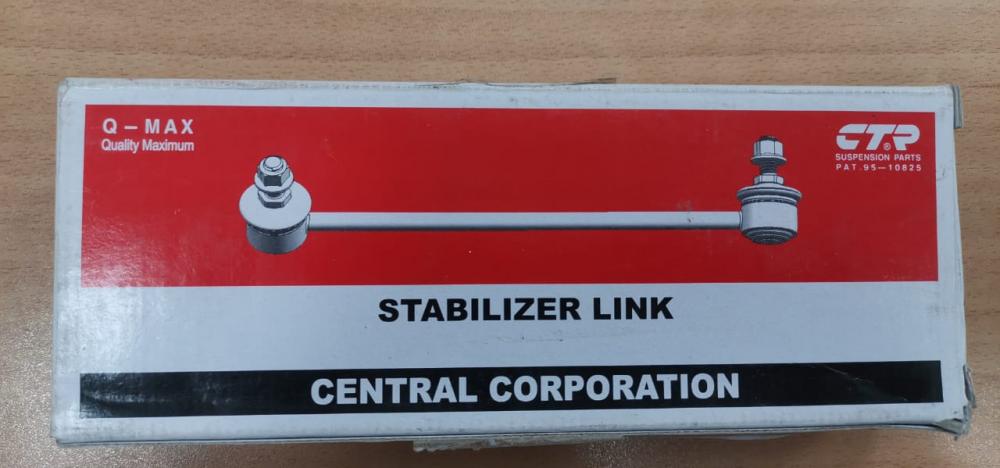 Q – MAX
Quality Maximum
CTR®
SUSPENSION PARTS
PAT.95–10825
STABILIZER LINK
CENTRAL CORPORATION